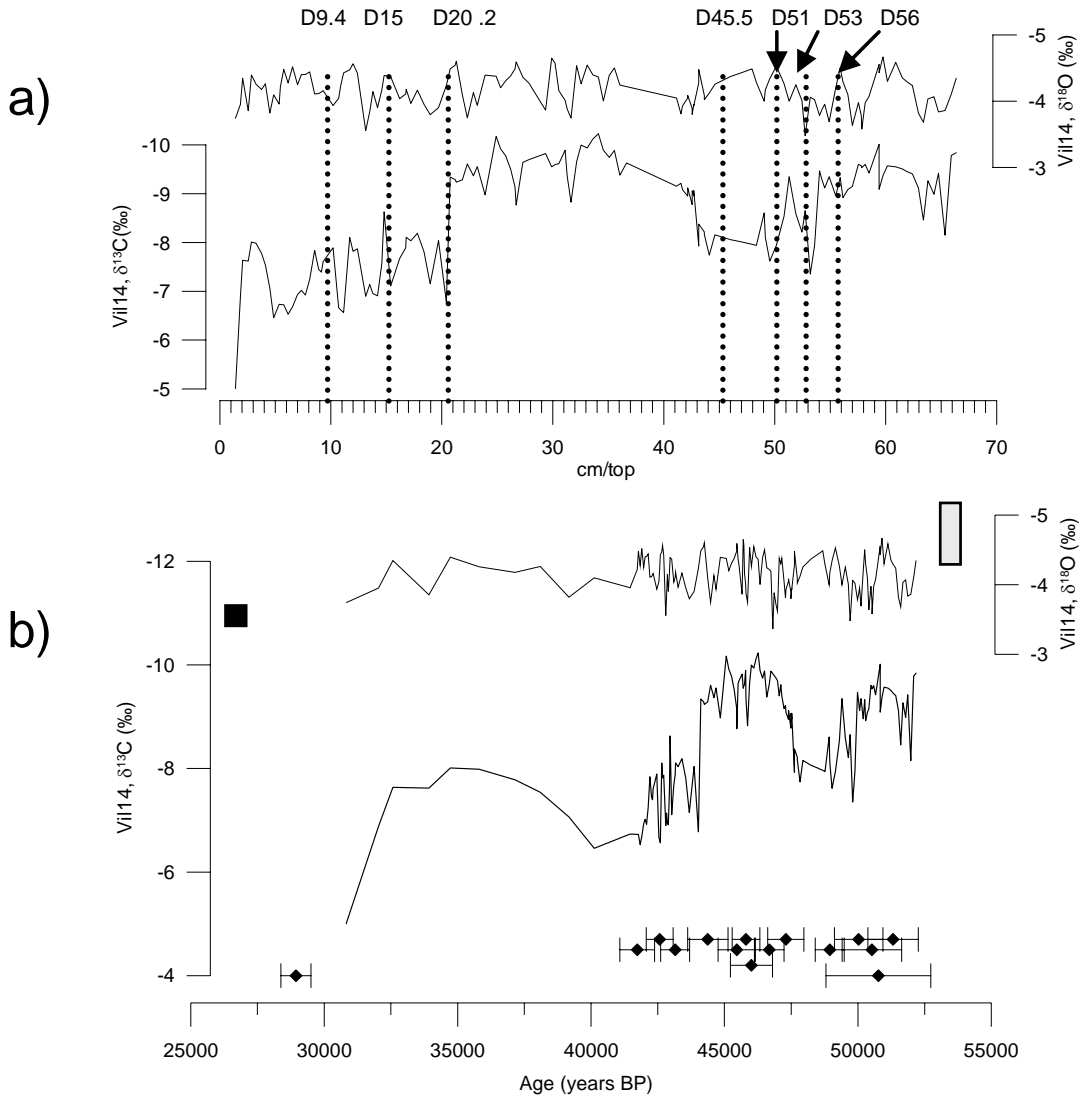 D9.4 D15 D20 .2 D45.5 D51 D53 D56
a)
-5
-4
-3
Vil14, δ18O (‰)
-10
-9
-8
-7
-6
-5
Vil14, δ13C(‰)
0 10 20 30 40 50 60 70
cm/top
b)
-5
-4
-3
Vil14, δ18O (‰)
-12
-10
-8
-6
-4
Vil14, δ13C (‰)
25000 30000 35000 40000 45000 50000 55000
Age (years BP)